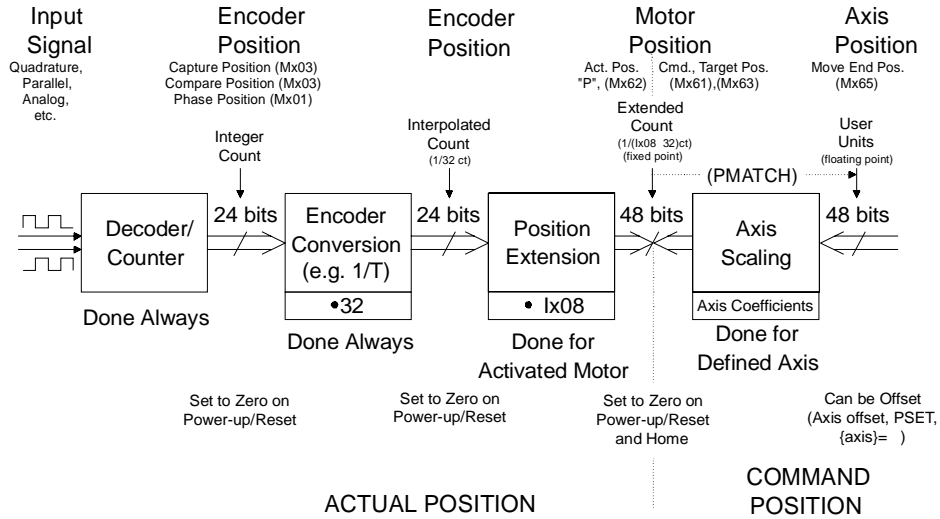 Input
Signal
Quadrature,
Parallel,
Analog,
etc.
Encoder
Position
Capture Position (Mx03)
Compare Position (Mx03)
Phase Position (Mx01)
Encoder
Position
Motor
Position
Act. Pos.
"P", (Mx62)
Cmd., Target Pos.
(Mx61),(Mx63)
Axis
Position
Move End Pos.
(Mx65)
Integer
Count
Interpolated
Count
(1/32 ct)
Extended
Count
(1/(Ix08 32)ct)
(fixed point)
User
Units
(floating point)
(PMATCH)
Decoder/
Counter
24 bits
Encoder
Conversion
(e.g. 1/T)
•32
24 bits
Position
Extension
• Ix08
48 bits
Axis
Scaling
Axis Coefficients
48 bits
Done Always
Done Always
Done for
Activated Motor
Done for
Defined Axis
Set to Zero on
Power-up/Reset
Set to Zero on
Power-up/Reset
Set to Zero on
Power-up/Reset
and Home
Can be Offset
(Axis offset, PSET,
{axis}= )
ACTUAL POSITION
COMMAND
POSITION